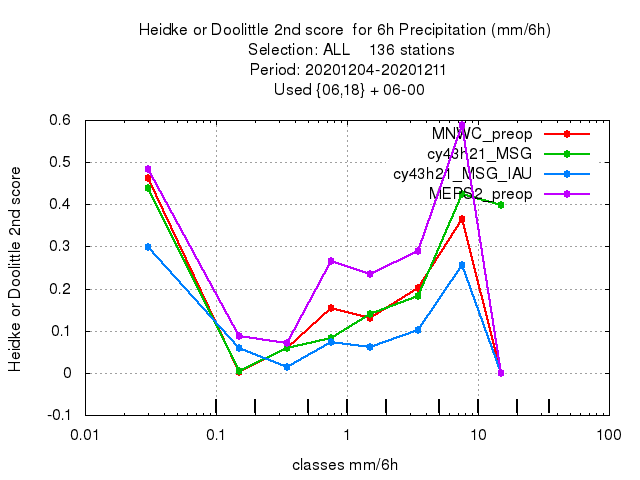 Heidke or Doolittle 2nd score  for 6h Precipitation (mm/6h)
Selection: ALL    136 stations
Period: 20201204-20201211
Used {06,18} + 06-00
Heidke or Doolittle 2nd score
0.6
0.5
0.4
0.3
0.2
0.1
0
-0.1
MNWC_preop
cy43h21_MSG
cy43h21_MSG_IAU
MEPS2_preop
0.01 0.1 1 10 100
classes mm/6h